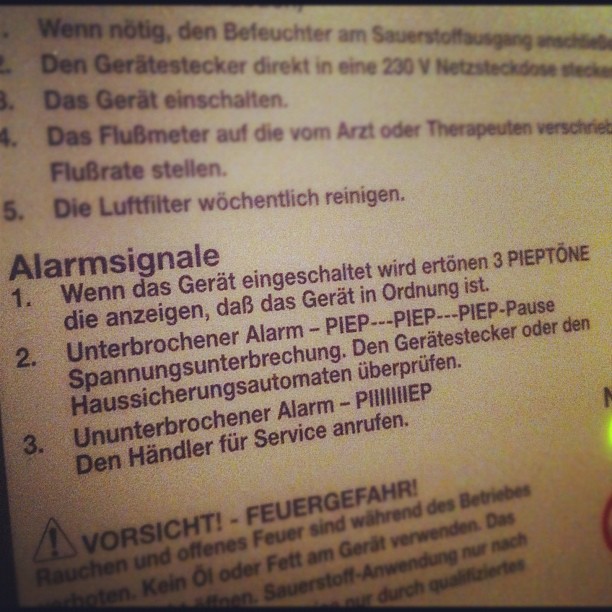 1. Wenn nötig, den Befeuchter am Sauerstoffausgang
2. Den Gerätestecker direkt in eine 230 V Netzsteckdose
3. Das Gerät einschalten.
4. Das Flußmeter auf die vom Arzt oder Therapeuten
Flußrate stellen.
5. Die Luftfilter wöchentlich reinigen.
Alarmsignale
1. Wenn das Gerät eingeschaltet wird ertönen 3 PIEPTÖNE
die anzeigen, daß das Gerät in Ordnung ist.
2. Unterbrochener Alarm – PIEP---PIEP---PIEP-Pause
Spannungsunterbrechung. Den Gerätestecker oder den
Haussicherungsautomaten überprüfen.
3. Ununterbrochener Alarm – PIIIIIIIEP
Den Händler für Service anrufen.
VORSICHT! - FEUERGEFAHR!
Rauchen und offenes Feuer sind während des Betriebes
Kein Öl oder Fett am Gerät verwenden. Das
öffnen. Sauerstoff-Anwendung nur nach
nur durch qualifiziertes